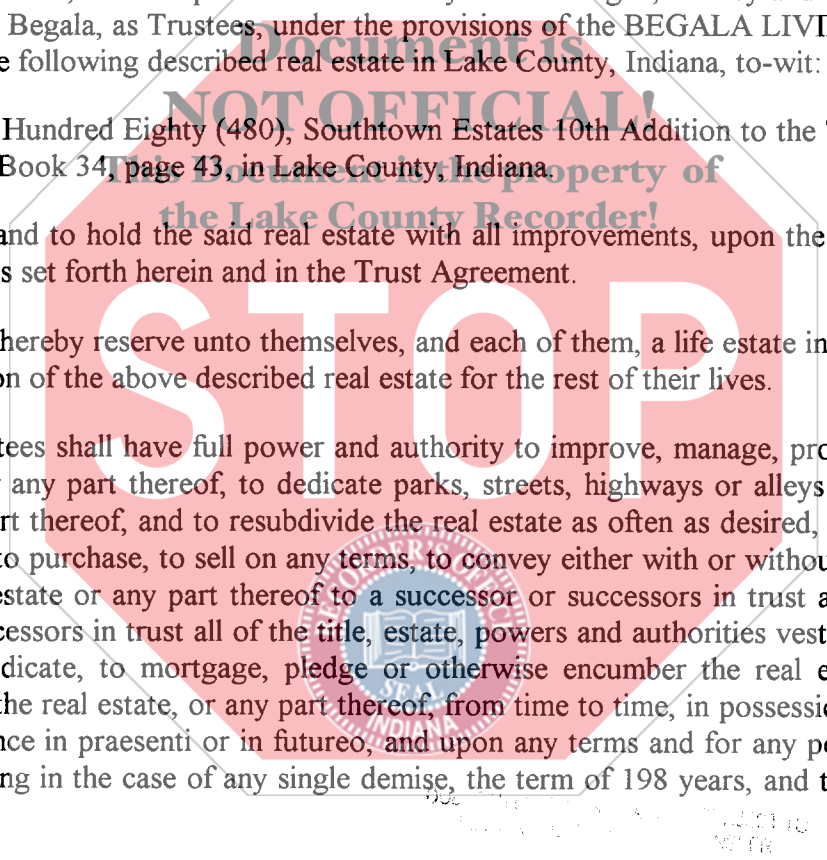 Begala, as Trustees, under the provisions of the BEGALA LIVI
Document is
e following described real estate in Lake County, Indiana, to-wit:
NOT OFFICIAL!
Hundred Eighty (480), Southtown Estates 10th Addition to the
Book 34, page 43, in Lake County, Indiana.
This Document is the property of
the Lake County Recorder!
and to hold the said real estate with all improvements, upon the
s set forth herein and in the Trust Agreement.
STOP
hereby reserve unto themselves, and each of them, a life estate in
on of the above described real estate for the rest of their lives.
tees shall have full power and authority to improve, manage, pro
any part thereof, to dedicate parks, streets, highways or alleys
rt thereof, and to resubdivide the real estate as often as desired,
to purchase, to sell on any terms, to convey either with or withou
estate or any part thereof to a successor or successors in trust a
cessors in trust all of the title, estate, powers and authorities vest
dicate, to mortgage, pledge or otherwise encumber the real e
the real estate, or any part thereof, from time to time, in possessi
nce in praesenti or in futureo, and upon any terms and for any pe
ng in the case of any single demise, the term of 198 years, and t
RECORDER'S OFFICE
SEAL
INDIANA